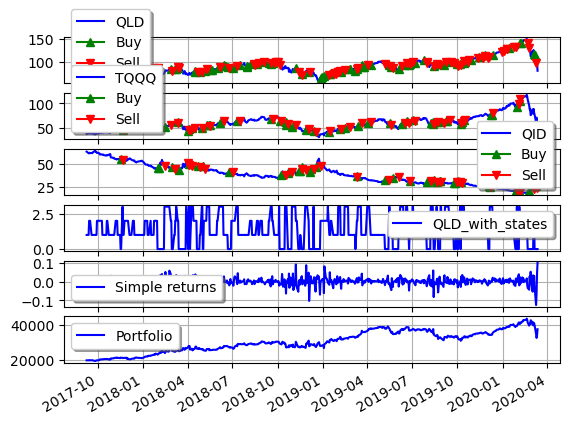 QLD
Buy
Sell
150
100
TQQQ
Buy
Sell
100
50
QID
Buy
Sell
50
25
QLD_with_states
2.5
0.0
Simple returns
0.1
0.0
−0.1
Portfolio
40000
20000
2017-10
2018-01
2018-04
2018-07
2018-10
2019-01
2019-04
2019-07
2019-10
2020-01
2020-04